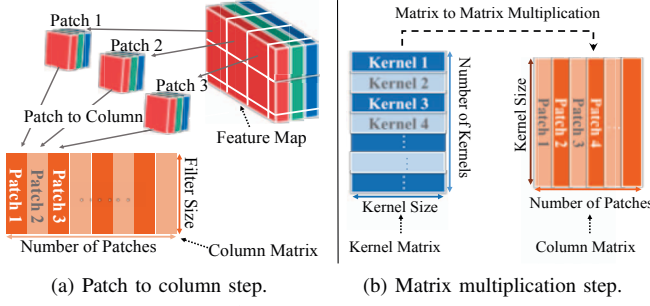 Patch 1
Patch 2
Patch 3
Patch to Column
Feature Map
Patch 1
Patch 2
Patch 3
Filter Size
Number of Patches
Column Matrix
(a) Patch to column step.
Matrix to Matrix Multiplication
Kernel 1
Kernel 2
Kernel 3
Kernel 4
Number of Kernels
Kernel Size
Kernel Matrix
Kernel Size
Patch 1
Patch 2
Patch 3
Patch 4
Number of Patches
Column Matrix
(b) Matrix multiplication step.